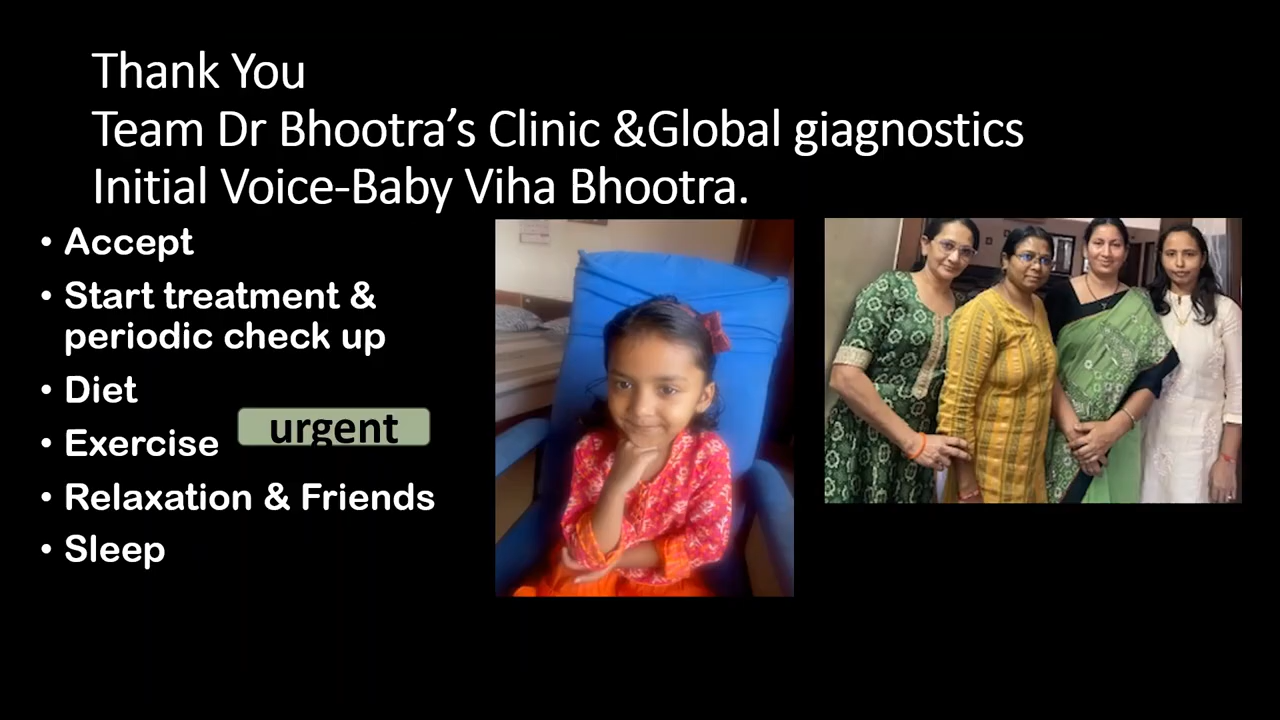 Thank You
Team Dr Bhootra’s Clinic &Global giagnostics
Initial Voice-Baby Viha Bhootra.
• Accept
• Start treatment &
periodic check up
• Diet
• Exercise
urgent
• Relaxation & Friends
• Sleep